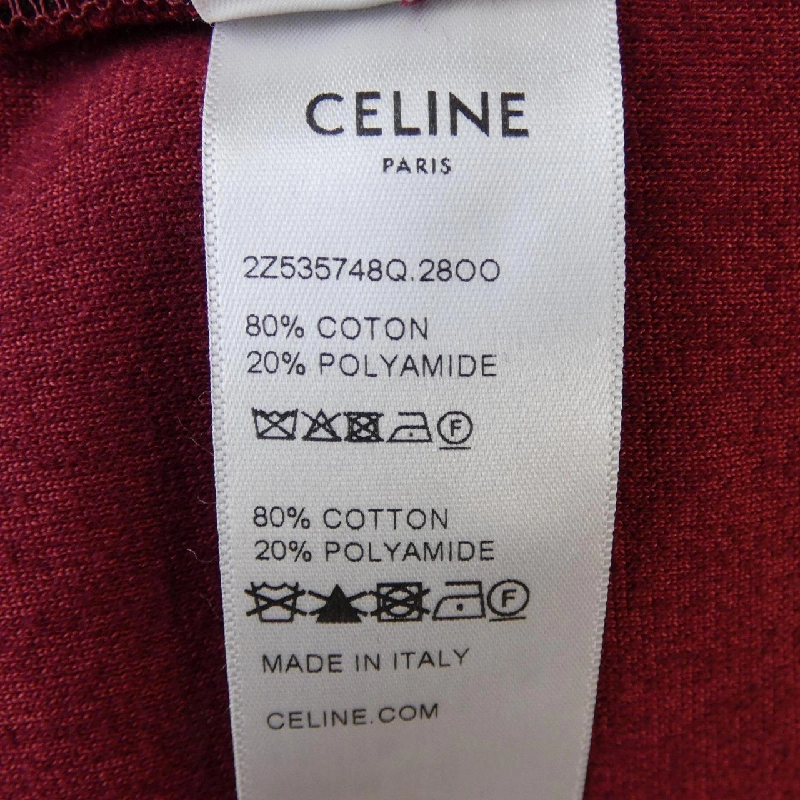 CELINE
PARIS
2Z535748Q.28OO
80% COTON
20% POLYAMIDE
F
80% COTTON
20% POLYAMIDE
F
MADE IN ITALY
CELINE.COM